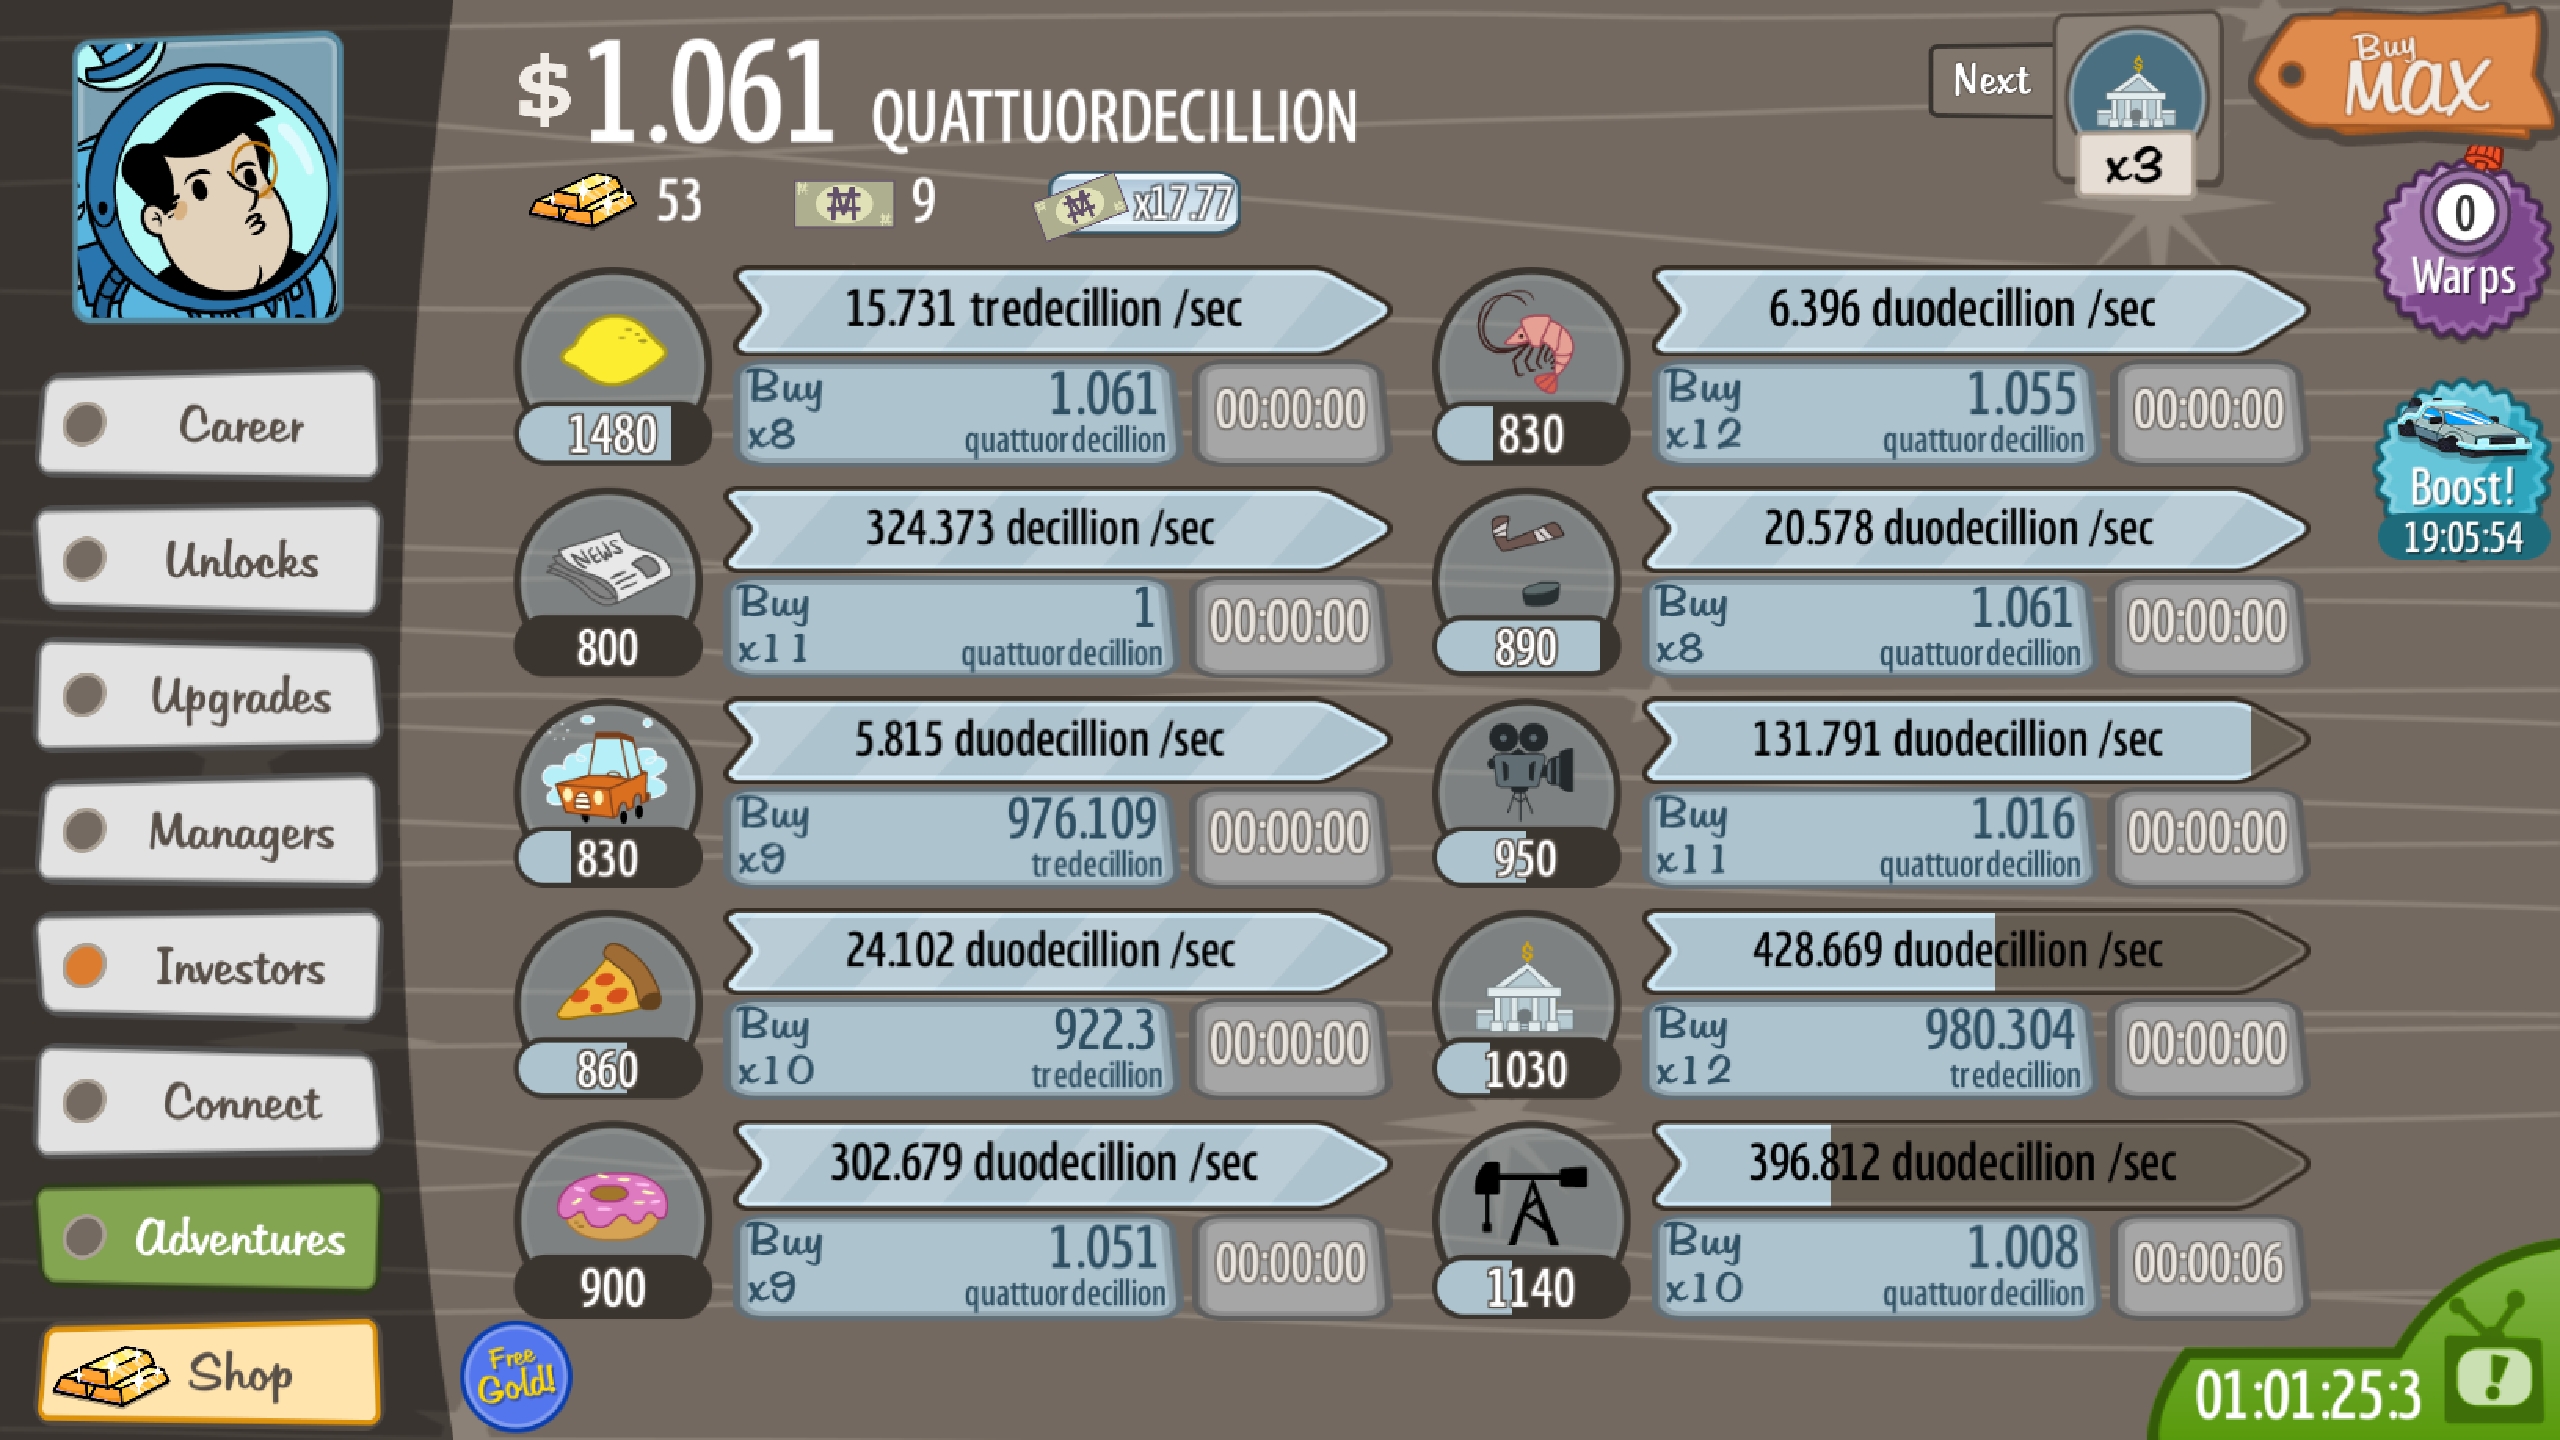 $1.061 QUATTUORDECILLION
Next
x3
Buy
MAX
53
9
x17.77
0
Warps
Boost!
19:05:54
Career
Unlocks
Upgrades
Managers
Investors
Connect
Adventures
Shop
15.731 tredecillion /sec
1480
Buy
x8
1.061
quattuordecillion
00:00:00
6.396 duodecillion /sec
830
Buy
x12
1.055
quattuordecillion
00:00:00
NEWS
324.373 decillion /sec
800
Buy
x11
1
quattuordecillion
00:00:00
20.578 duodecillion /sec
890
Buy
x8
1.061
quattuordecillion
00:00:00
5.815 duodecillion /sec
830
Buy
x9
976.109
tredecillion
00:00:00
131.791 duodecillion /sec
950
Buy
x11
1.016
quattuordecillion
00:00:00
24.102 duodecillion /sec
860
Buy
x10
922.3
tredecillion
00:00:00
$
428.669 duodecillion /sec
1030
Buy
x12
980.304
tredecillion
00:00:00
302.679 duodecillion /sec
900
Buy
x9
1.051
quattuordecillion
00:00:00
396.812 duodecillion /sec
1140
Buy
x10
1.008
quattuordecillion
00:00:06
Free
Gold!
01:01:25:3
!